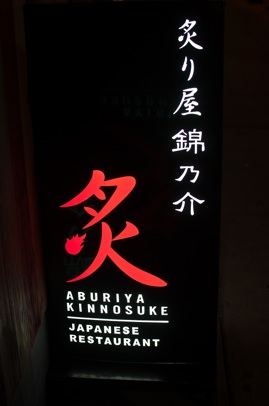 炙り屋錦乃介
炙
ABURIYA
KINNOSUKE
JAPANESE
RESTAURANT